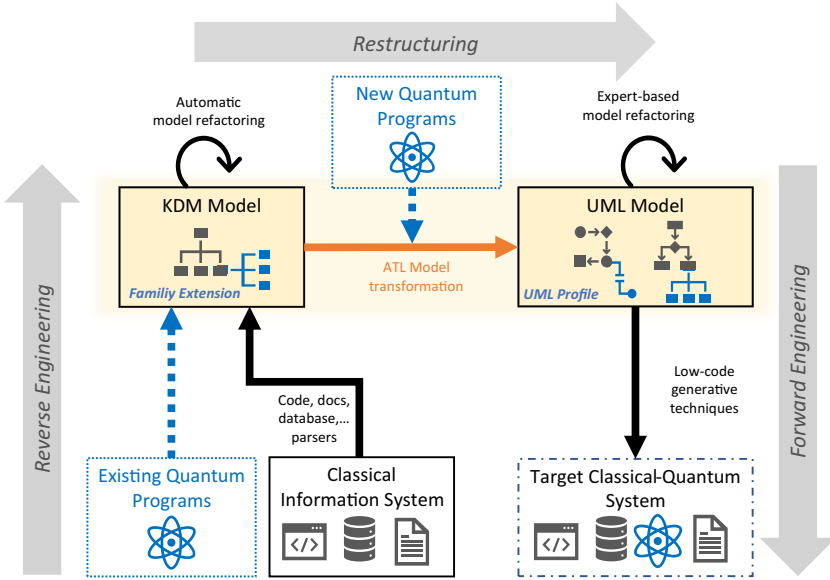 Restructuring
Automatic
model refactoring
New Quantum
Programs
Expert-based
model refactoring
KDM Model
UML Model
Familiy Extension
ATL Model
transformation
UML Profile
Reverse Engineering
Forward Engineering
Code, docs,
database,...
parsers
Low-code
generative
techniques
Existing Quantum
Programs
Classical
Information System
Target Classical-Quantum
System
</>
</>